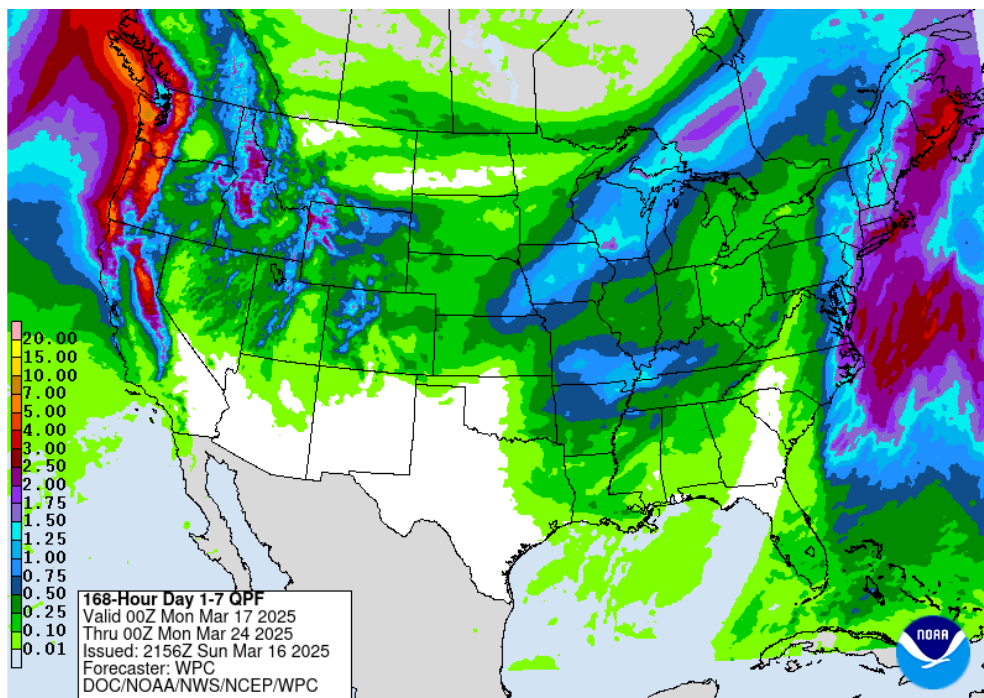 20.00
15.00
10.00
7.00
5.00
4.00
3.00
2.50
2.00
1.75
1.50
1.25
1.00
0.75
0.50
0.25
0.10
0.01
168-Hour Day 1-7 QPF
Valid 00Z Mon Mar 17 2025
Thru 00Z Mon Mar 24 2025
Issued: 2156Z Sun Mar 16 2025
Forecaster: WPC
DOC/NOAA/NWS/NCEP/WPC
NOAA